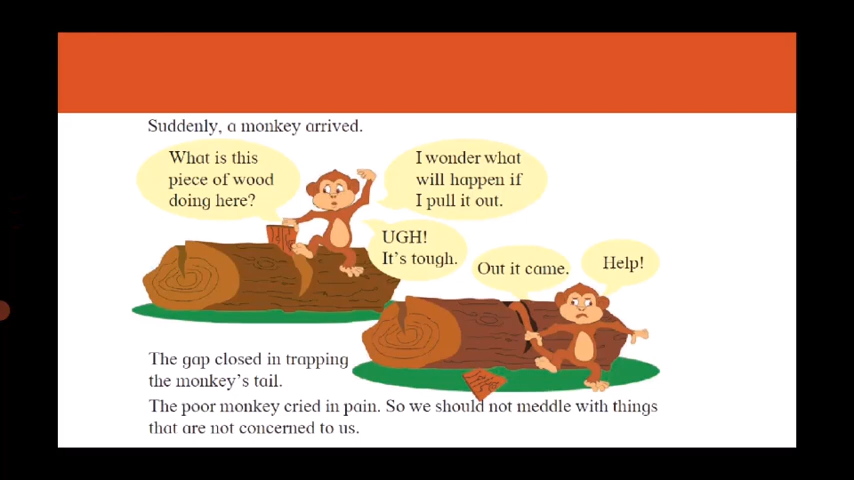 Suddenly, a monkey arrived.
What is this
piece of wood
doing here?
I wonder what
will happen if
I pull it out.
UGH!
It's tough.
Out it came.
Help!
The gap closed in trapping
the monkey's tail.
The poor monkey cried in pain. So we should not meddle with things
that are not concerned to us.